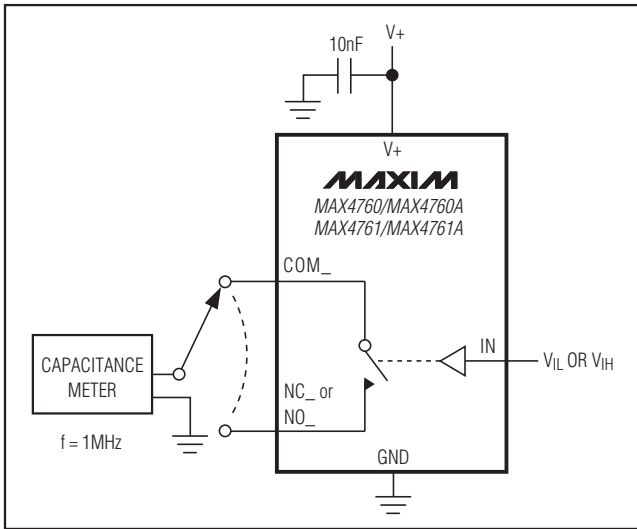 V+
10nF
V+
MAXIM
MAX4760/MAX4760A
MAX4761/MAX4761A
COM_
IN
VIL OR VIH
CAPACITANCE
METER
NC_ or
NO_
f = 1MHz
GND